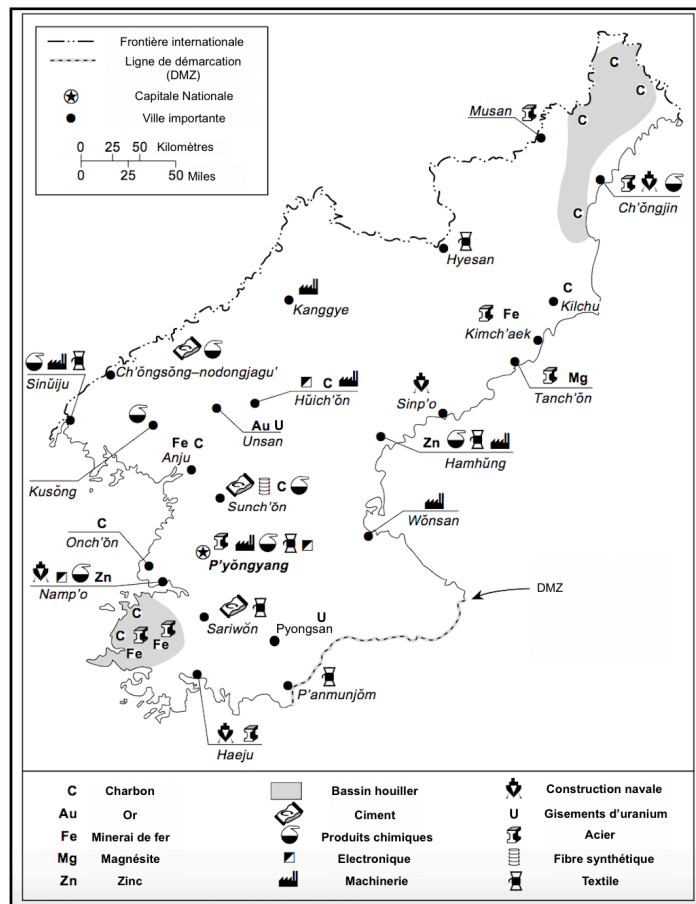 Frontière internationale
Ligne de démarcation
(DMZ)
Capitale Nationale
Ville importante
0 25 50 Kilomètres
0 25 50 Miles
C
C
C
Musan
C
Ch'ŏngjin
Hyesan
C
Kilchu
Kanggye
Fe
Kimch'aek
Ch'ŏngsŏng–nodongjagu'
Mg
Tanch'ŏn
Sinŭiju
C
Hŭich'ŏn
Sinp'o
Au U
Unsan
Zn
Hamhŭng
Fe C
Anju
Kusŏng
C
Sunch'ŏn
Wŏnsan
C
Onch'ŏn
P'yŏngyang
Zn
Namp'o
DMZ
C
Sariwŏn
U
Pyongsan
C
Fe
Fe
P'anmunjŏm
Haeju
C Charbon
Bassin houiller
Construction navale
Au Or
Ciment
U Gisements d'uranium
Fe Minerai de fer
Produits chimiques
Acier
Mg Magnésite
Electronique
Fibre synthétique
Zn Zinc
Machinerie
Textile